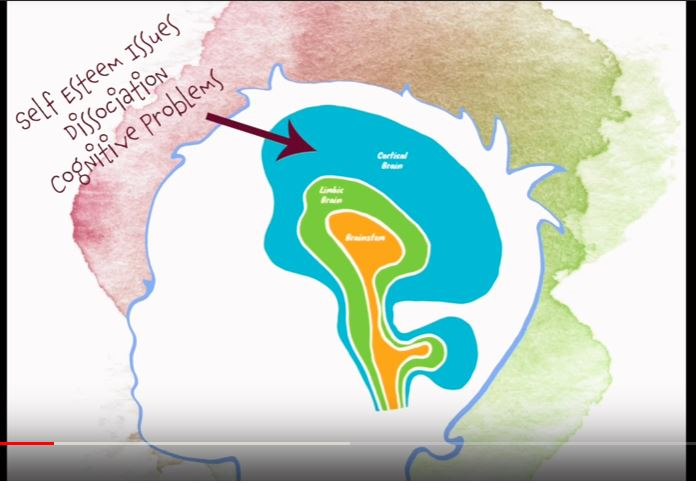 Self Esteem Issues
Dissociation
Cognitive Problems
Cortical
Brain
Limbic
Brain
Brainstem